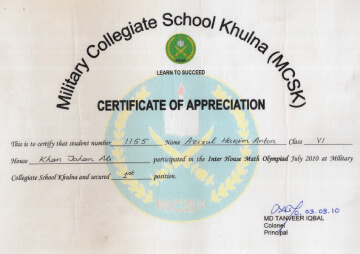 Military Collegiate School Khulna (MCSK)
LEARN TO SUCCEED
CERTIFICATE OF APPRECIATION
This is to certify that student number 1155 Name Azizul Hakim Anton Class VI
House Khan Jahan Ali participated in the Inter House Math Olympiad July 2010 at Military
Collegiate School Khulna and secured 1st position.
03.08.10
MD TANVEER IQBAL
Colonel
Principal